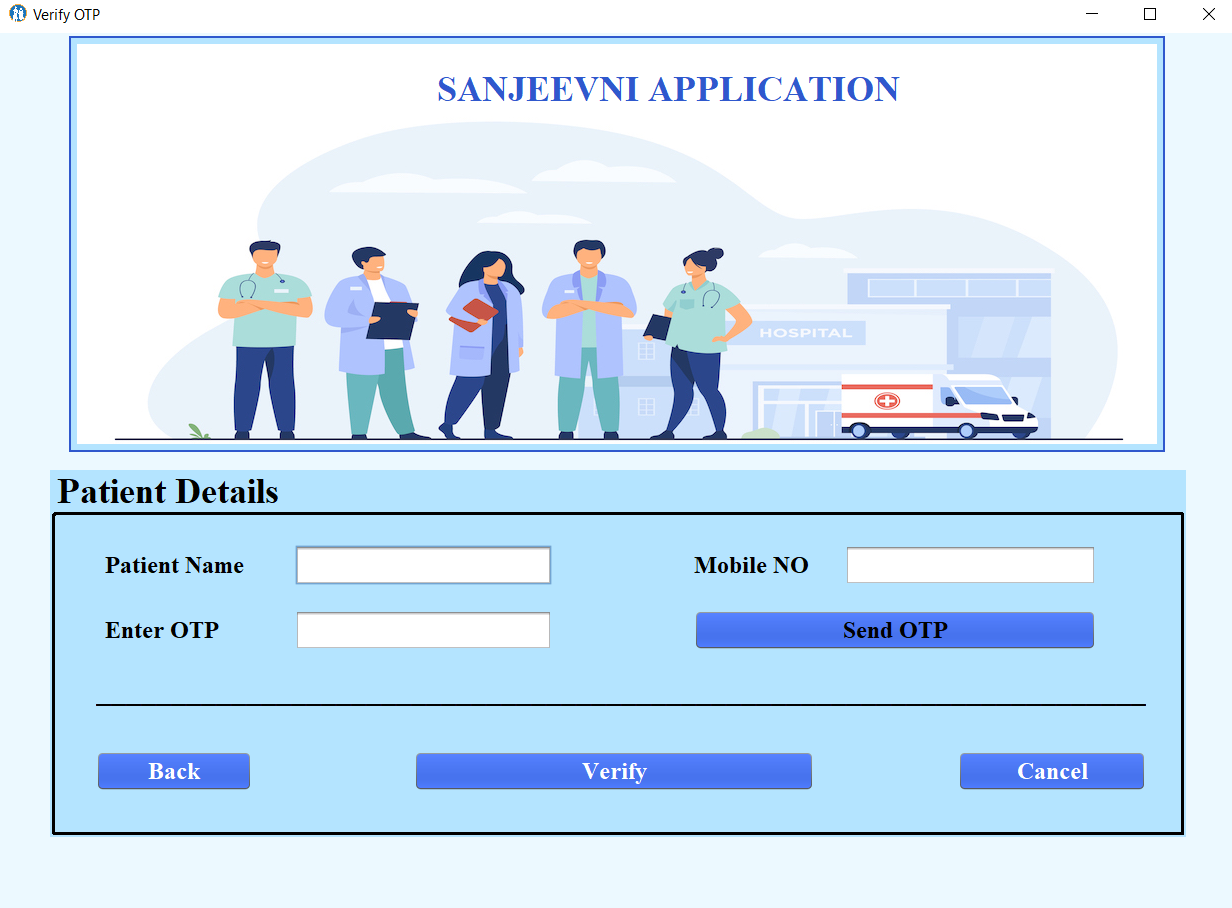 Verify OTP
SANJEEVNI APPLICATION
HOSPITAL
Patient Details
Patient Name
Mobile NO
Enter OTP
Send OTP
Back
Verify
Cancel